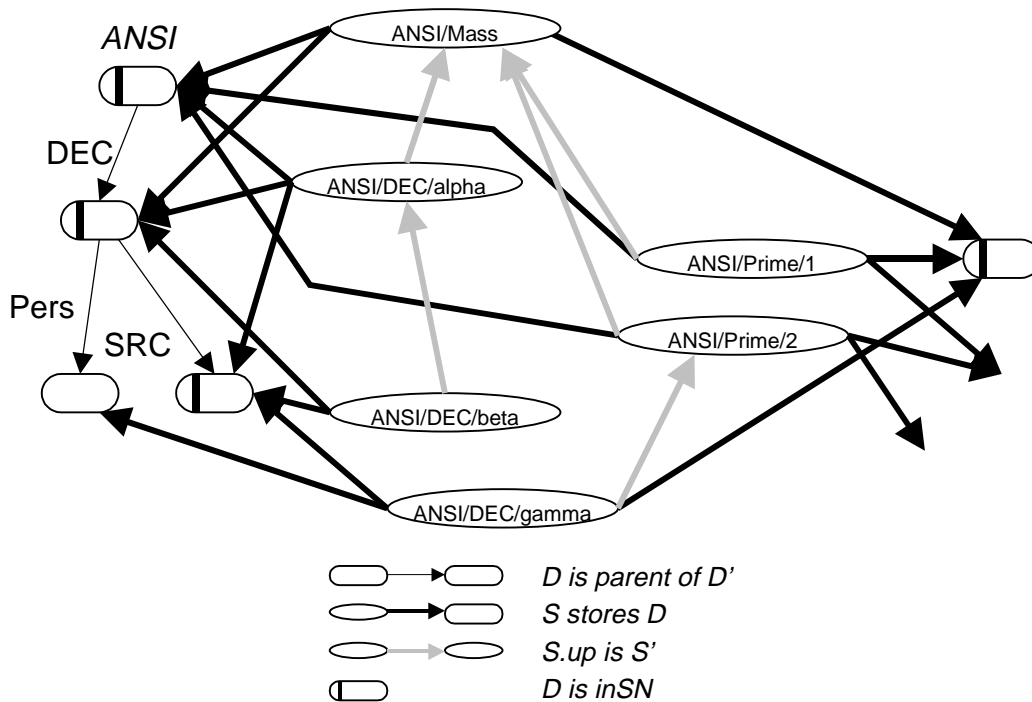 ANSI/Mass
ANSI
DEC
ANSI/DEC/alpha
ANSI/Prime/1
Pers
SRC
ANSI/Prime/2
ANSI/DEC/beta
ANSI/DEC/gamma
D is parent of D’
S stores D
S.up is S’
D is inSN